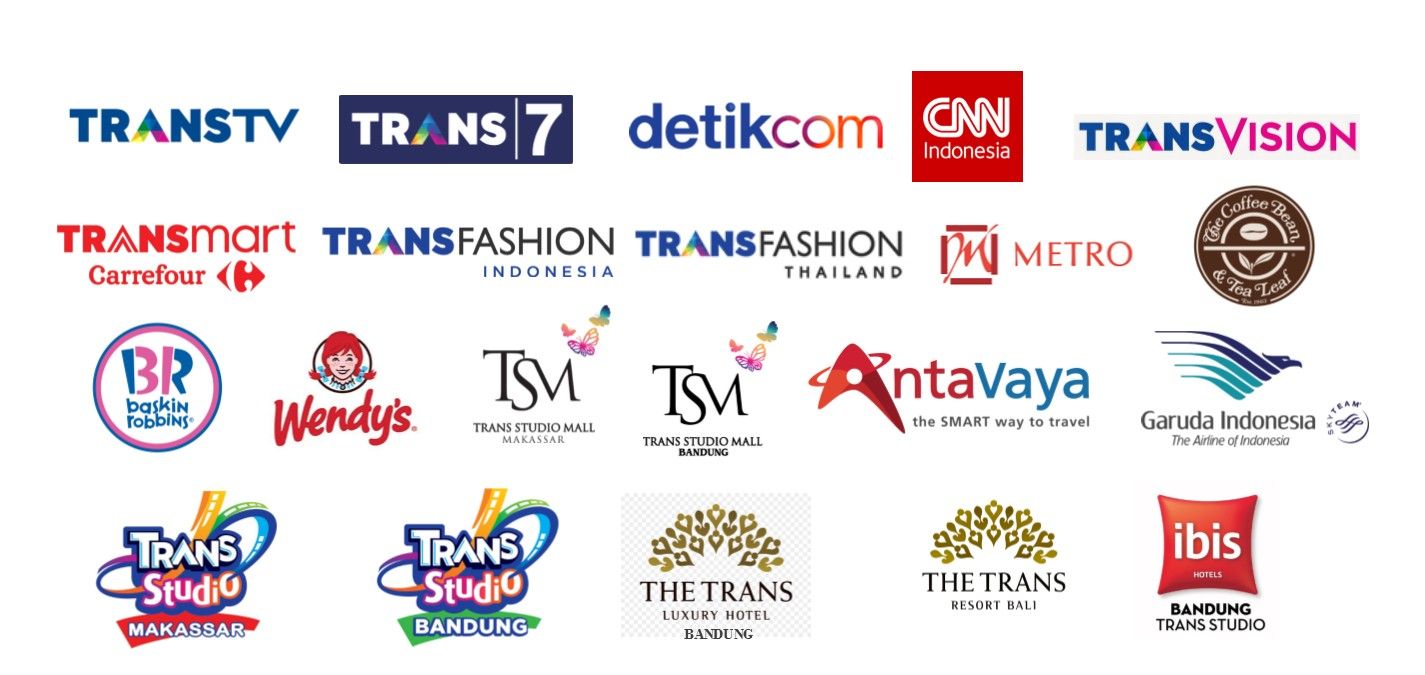 TRANSTV
TRANS|7
detikcom
CNN
Indonesia
TRANSVISION
TRANSmart
Carrefour
TRANSFASHION
INDONESIA
TRANSFASHION
THAILAND
M METRO
The Coffee Bean
& Tea Leaf
Est. 1963
BR
baskin
robbins®
Wendy's®
TSM
TRANS STUDIO MALL
MAKASSAR
TSM
TRANS STUDIO MALL
BANDUNG
AntaVaya
the SMART way to travel
Garuda Indonesia
The Airline of Indonesia
SKYTEAM
TRANS
StudiO
MAKASSAR
TRANS
StudiO
BANDUNG
THE TRANS
LUXURY HOTEL
BANDUNG
THE TRANS
RESORT BALI
ibis
HOTELS
BANDUNG
TRANS STUDIO